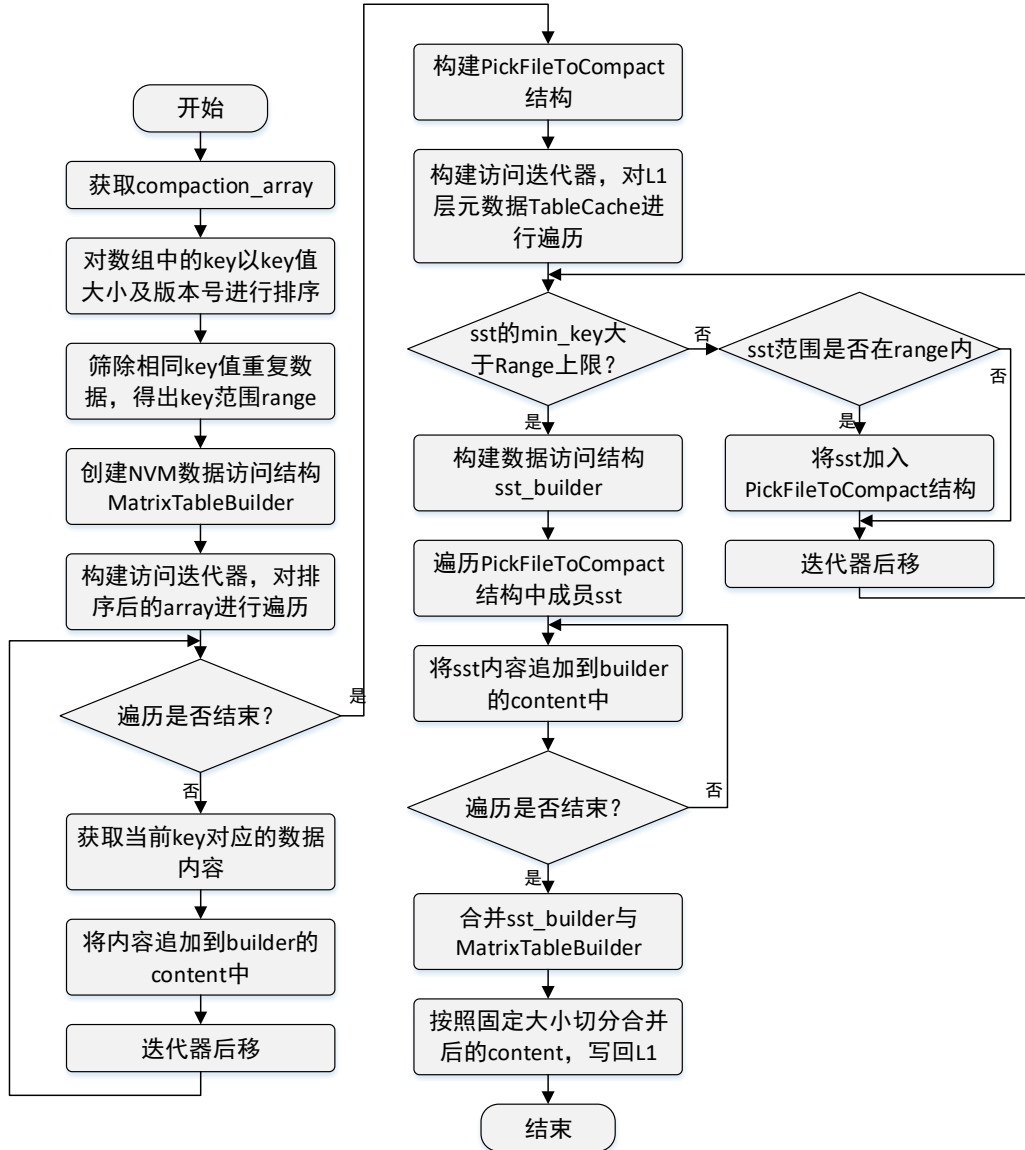 开始
获取compaction_array
对数组中的key以key值
大小及版本号进行排序
筛除相同key值重复数
据，得出key范围range
创建NVM数据访问结构
MatrixTableBuilder
构建访问迭代器，对排
序后的array进行遍历
遍历是否结束？
是
否
获取当前key对应的数据
内容
将内容追加到builder的
content中
迭代器后移
构建PickFileToCompact
结构
构建访问迭代器，对L1
层元数据TableCache进
行遍历
sst的min_key大
于Range上限？
否
是
sst范围是否在range内
否
是
将sst加入
PickFileToCompact结构
迭代器后移
构建数据访问结构
sst_builder
遍历PickFileToCompact
结构中成员sst
将sst内容追加到builder
的content中
遍历是否结束？
否
是
合并sst_builder与
MatrixTableBuilder
按照固定大小切分合并
后的content，写回L1
结束